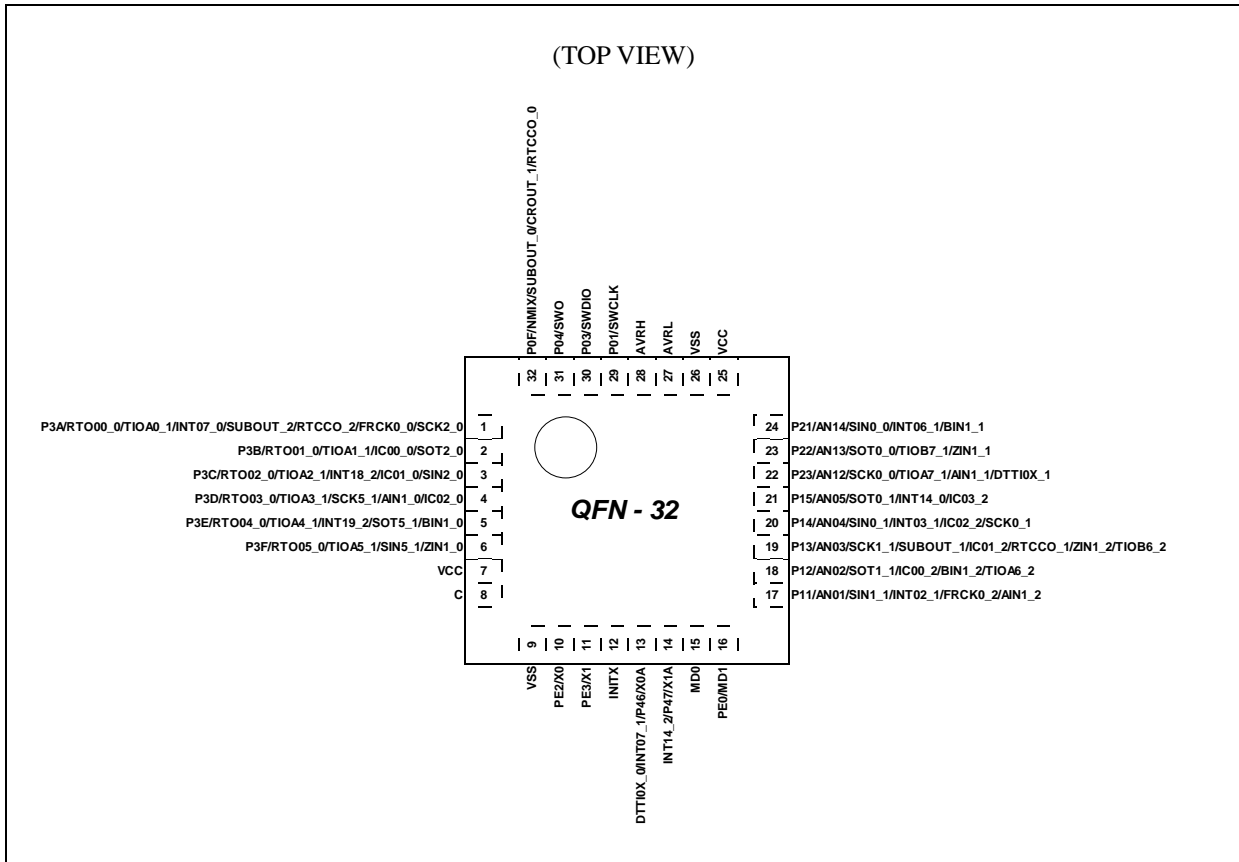 (TOP VIEW)
P0F/NMIX/SUBOUT_0/CROUT_1/RTCCO_0
P04/SWO
P03/SWDIO
P01/SWCLK
AVRH
AVRL
VSS
VCC
32 31 30 29 28 27 26 25
P3A/RTO00_0/TIOA0_1/INT07_0/SUBOUT_2/RTCCO_2/FRCK0_0/SCK2_0 1
P3B/RTO01_0/TIOA1_1/IC00_0/SOT2_0 2
P3C/RTO02_0/TIOA2_1/INT18_2/IC01_0/SIN2_0 3
P3D/RTO03_0/TIOA3_1/SCK5_1/AIN1_0/IC02_0 4
P3E/RTO04_0/TIOA4_1/INT19_2/SOT5_1/BIN1_0 5
P3F/RTO05_0/TIOA5_1/SIN5_1/ZIN1_0 6
VCC 7
C 8
QFN - 32
24 P21/AN14/SIN0_0/INT06_1/BIN1_1
23 P22/AN13/SOT0_0/TIOB7_1/ZIN1_1
22 P23/AN12/SCK0_0/TIOA7_1/AIN1_1/DTTI0X_1
21 P15/AN05/SOT0_1/INT14_0/IC03_2
20 P14/AN04/SIN0_1/INT03_1/IC02_2/SCK0_1
19 P13/AN03/SCK1_1/SUBOUT_1/IC01_2/RTCCO_1/ZIN1_2/TIOB6_2
18 P12/AN02/SOT1_1/IC00_2/BIN1_2/TIOA6_2
17 P11/AN01/SIN1_1/INT02_1/FRCK0_2/AIN1_2
9 10 11 12 13 14 15 16
VSS
PE2/X0
PE3/X1
INITX
DTTI0X_0/INT07_1/P46/X0A
INT14_2/P47/X1A
MD0
PE0/MD1